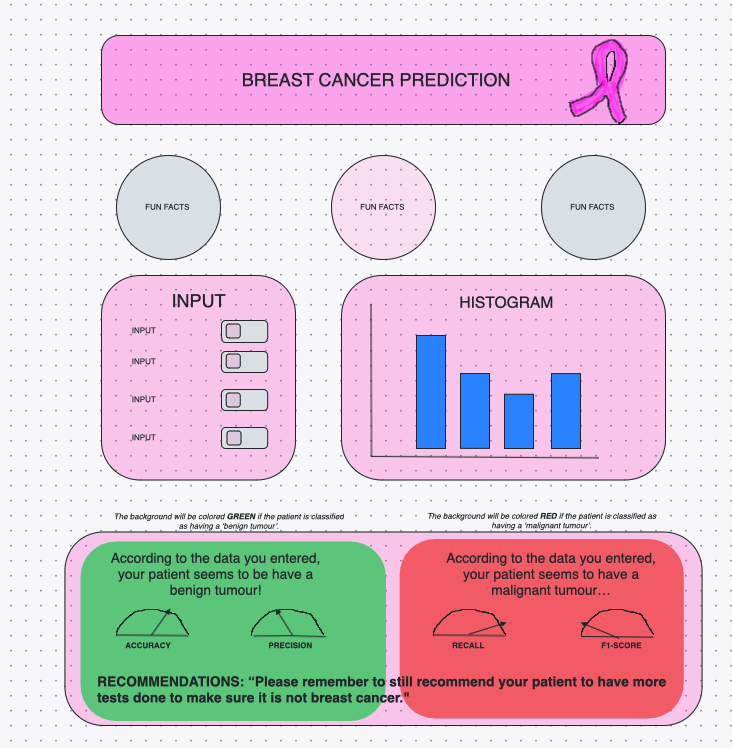 BREAST CANCER PREDICTION
FUN FACTS
FUN FACTS
FUN FACTS
INPUT
INPUT
INPUT
INPUT
INPUT
HISTOGRAM
The background will be colored GREEN if the patient is classified
as having a 'benign tumour'.
The background will be colored RED if the patient is classified as
having a 'malignant tumour'.
According to the data you entered,
your patient seems to be have a
benign tumour!
ACCURACY
PRECISION
According to the data you entered,
your patient seems to have a
malignant tumour...
RECALL
F1-SCORE
RECOMMENDATIONS: “Please remember to still recommend your patient to have more
tests done to make sure it is not breast cancer."